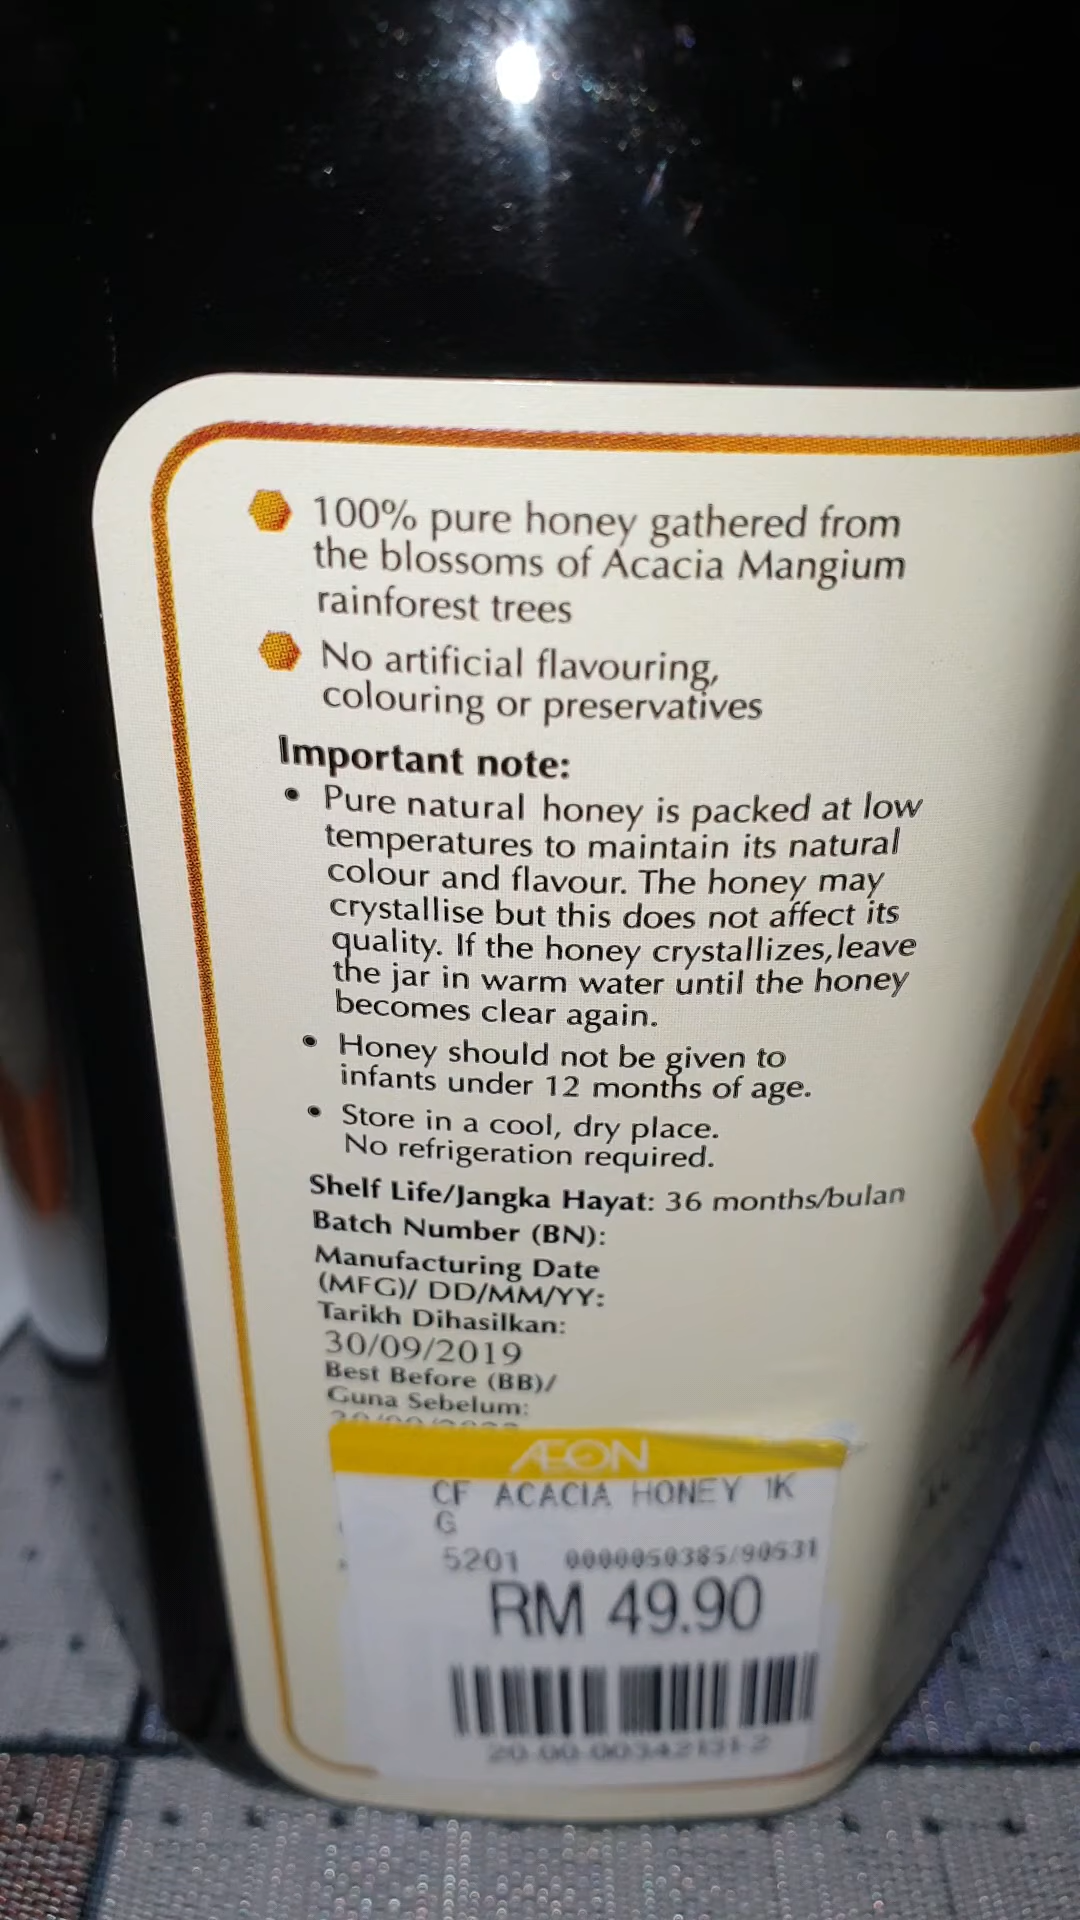 100% pure honey gathered from
the blossoms of Acacia Mangium
rainforest trees
No artificial flavouring,
colouring or preservatives
Important note:
• Pure natural honey is packed at low
temperatures to maintain its natural
colour and flavour. The honey may
crystallise but this does not affect its
quality. If the honey crystallizes, leave
the jar in warm water until the honey
becomes clear again.
• Honey should not be given to
infants under 12 months of age.
• Store in a cool, dry place.
No refrigeration required.
Shelf Life/Jangka Hayat: 36 months/bulan
Batch Number (BN):
Manufacturing Date
(MFG)/ DD/MM/YY:
Tarikh Dihasilkan:
30/09/2019
Best Before (BB)/
Guna Sebelum:
ÆON
CF ACACIA HONEY 1K
G
5201 0000050385/90531
RM 49.90